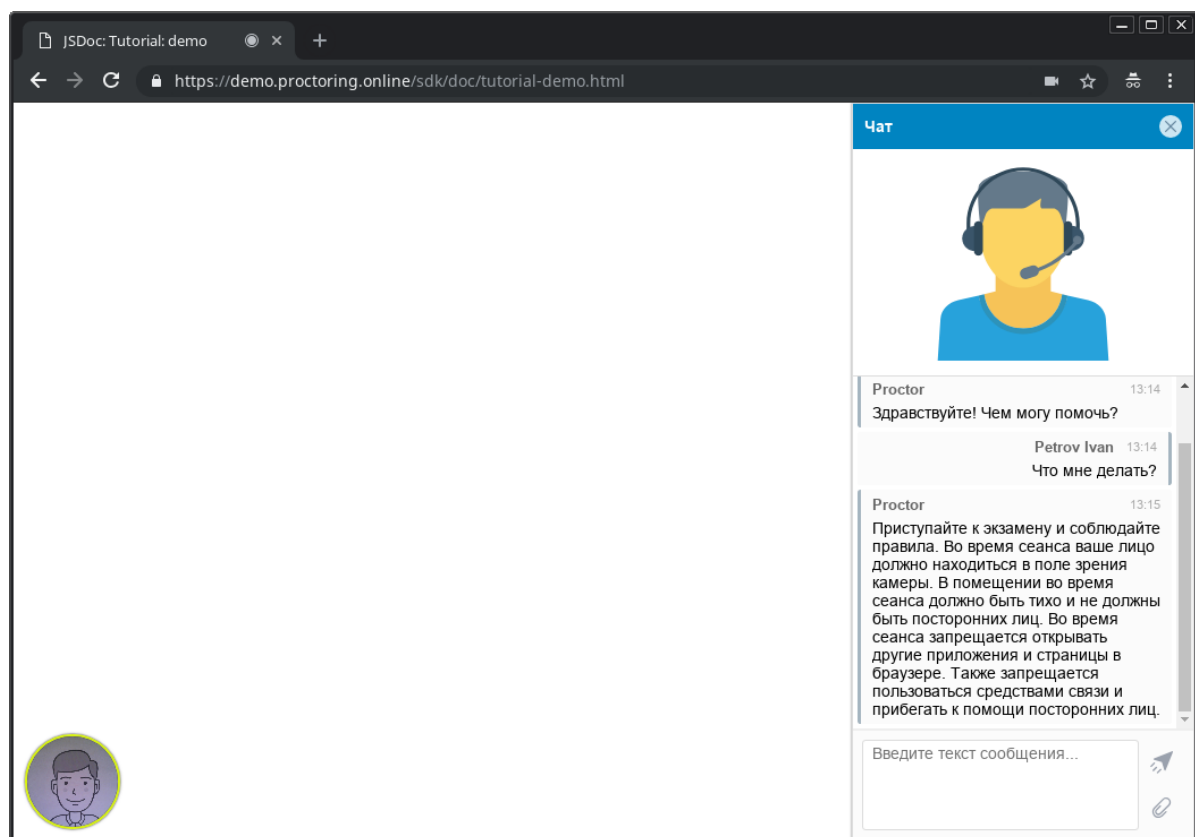 JSDoc: Tutorial: demo
https://demo.proctoring.online/sdk/doc/tutorial-demo.html
Чат
Proctor 13:14
Здравствуйте! Чем могу помочь?
Petrov Ivan 13:14
Что мне делать?
Proctor 13:15
Приступайте к экзамену и соблюдайте
правила. Во время сеанса ваше лицо
должно находиться в поле зрения
камеры. В помещении во время
сеанса должно быть тихо и не должны
быть посторонних лиц. Во время
сеанса запрещается открывать
другие приложения и страницы в
браузере. Также запрещается
пользоваться средствами связи и
прибегать к помощи посторонних лиц.
Введите текст сообщения...